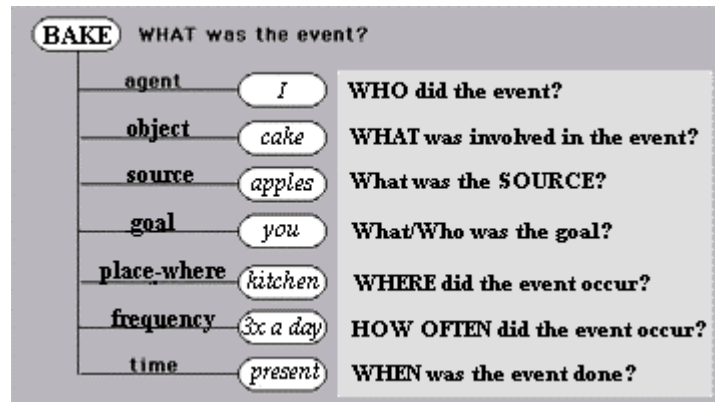 BAKE WHAT was the event?
agent I WHO did the event?
object cake WHAT was involved in the event?
source apples What was the SOURCE?
goal you What/Who was the goal?
place-where kitchen WHERE did the event occur?
frequency 3x a day HOW OFTEN did the event occur?
time present WHEN was the event done?